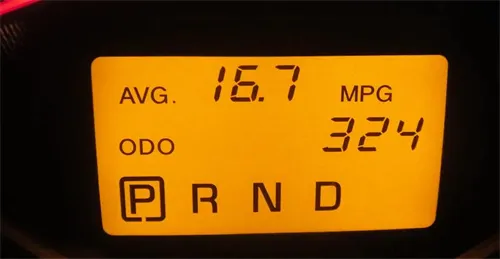 AVG. 16.7 MPG
ODO 324
P R N D